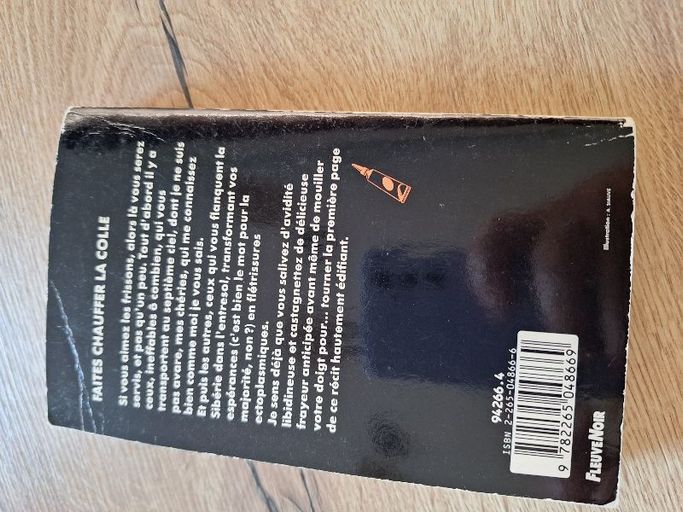 FAITES CHAUFFER LA COLLE
Si vous aimez les frissons, alors là vous serez
servis, et pas qu'un peu. Tout d'abord il y a
ceux, ineffables à combien, qui vous
transportent au septième ciel, dont je ne suis
pas avare, mes chéries, qui me connaissez
bien comme moi je vous sais.
Et puis les autres, ceux qui vous flanquent la
Sibérie dans l'entresol, transformant vos
espérances (c'est bien le mot pour la
majorité, non ?) en flétrissures
ectoplasmiques.
Je sens déjà que vous salivez d'avidité
libidineuse et castagnettez de délicieuse
frayeur anticipée avant même de mouiller
votre doigt pour... tourner la première page
de ce récit hautement édifiant.
Illustration : A. SIAUVE
94266.4
ISBN 2-265-04866-6
9 782265 048669
FLEUVE NOIR